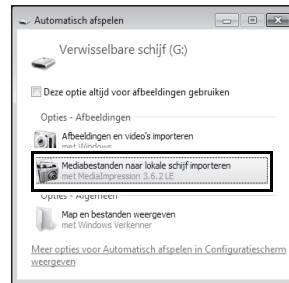 Automatisch afspelen
Verwisselbare schijf (G:)
Deze optie altijd voor afbeeldingen gebruiken
Opties - Afbeeldingen
Afbeeldingen en video's importeren
met Windows
Mediabestanden naar lokale schijf importeren
met MediaImpression 3.6.2 LE
Opties - Algemeen
Map en bestanden weergeven
met Windows Verkenner
Meer opties voor Automatisch afspelen in Configuratiescherm
weergeven